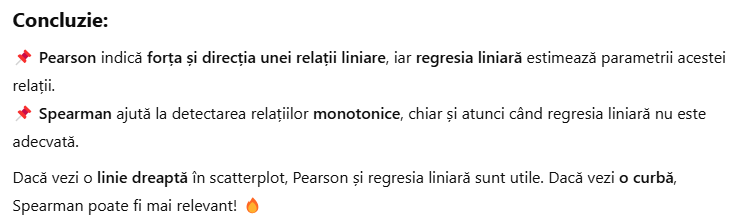 Concluzie:
📌 Pearson indică forța și direcția unei relații liniare, iar regresia liniară estimează parametrii acestei
relații.
📌 Spearman ajută la detectarea relațiilor monotonice, chiar și atunci când regresia liniară nu este
adecvată.
Dacă vezi o linie dreaptă în scatterplot, Pearson și regresia liniară sunt utile. Dacă vezi o curbă,
Spearman poate fi mai relevant! 🔥